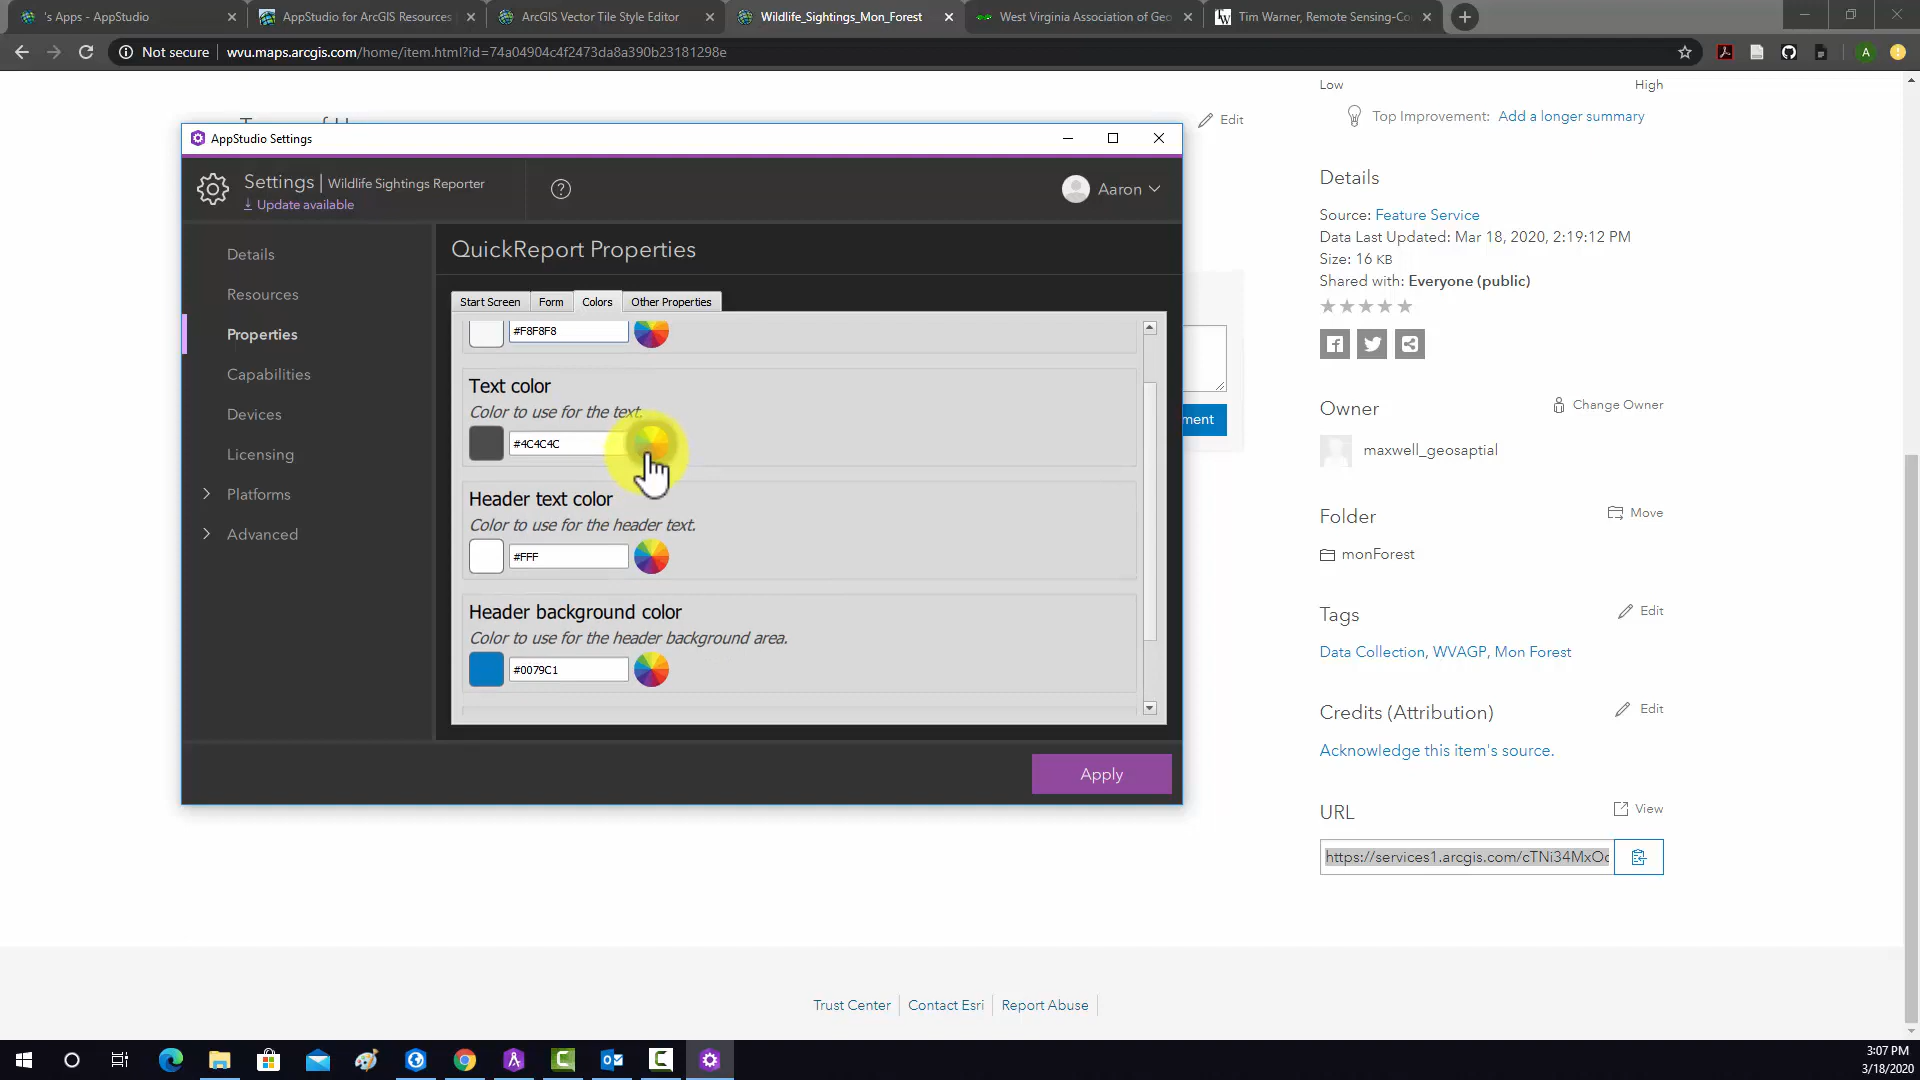 's Apps - AppStudio
AppStudio for ArcGIS Resources
ArcGIS Vector Tile Style Editor
Wildlife_Sightings_Mon_Forest
West Virginia Association of Geo
Tim Warner, Remote Sensing-Co
Not secure
wvu.maps.arcgis.com/home/item.html?id=74a04904c4f2473da8a390b23181298e
A
Low
High
Top Improvement: Add a longer summary
Edit
AppStudio Settings
Settings | Wildlife Sightings Reporter
Update available
Aaron
Details
Resources
Properties
Capabilities
Devices
Licensing
Platforms
Advanced
QuickReport Properties
Start Screen
Form
Colors
Other Properties
#F8F8F8
Text color
Color to use for the text.
#4C4C4C
Header text color
Color to use for the header text.
#FFF
Header background color
Color to use for the header background area.
#0079C1
Apply
ment
Details
Source: Feature Service
Data Last Updated: Mar 18, 2020, 2:19:12 PM
Size: 16 KB
Shared with: Everyone (public)
Owner
Change Owner
maxwell_geosaptial
Folder
Move
monForest
Tags
Edit
Data Collection, WVAGP, Mon Forest
Credits (Attribution)
Edit
Acknowledge this item's source.
URL
View
https://services1.arcgis.com/cTNi34MxOc
Trust Center
Contact Esri
Report Abuse
3:07 PM
3/18/2020